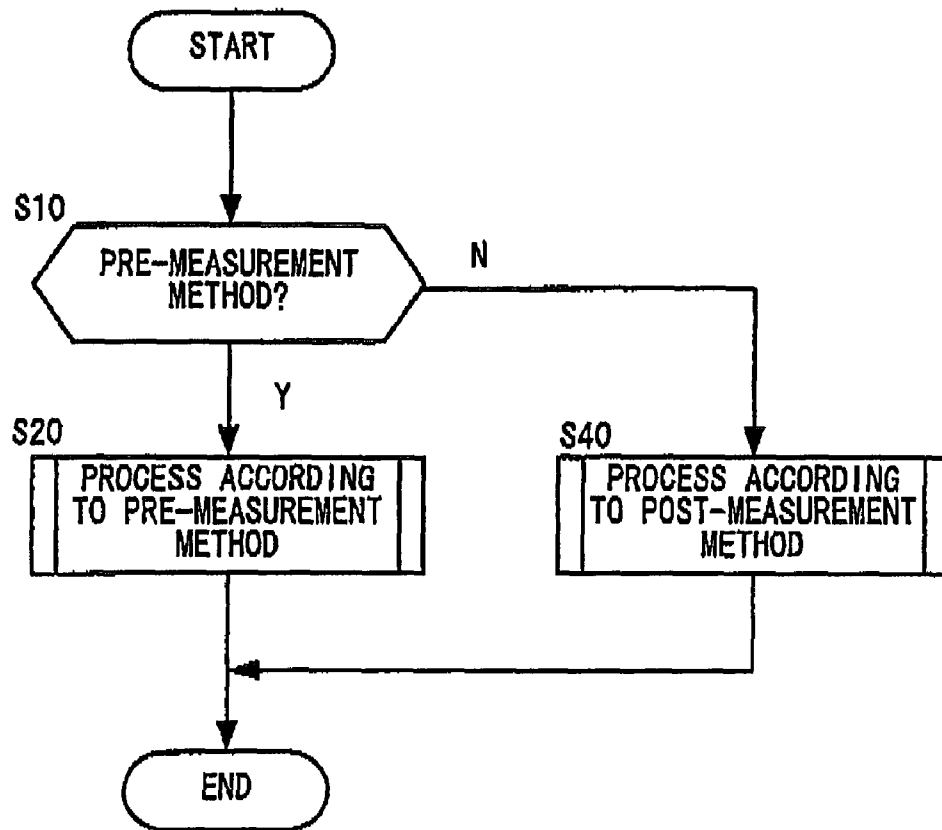 START
S10
PRE-MEASUREMENT
METHOD?
N
Y
S20
PROCESS ACCORDING
TO PRE-MEASUREMENT
METHOD
S40
PROCESS ACCORDING
TO POST-MEASUREMENT
METHOD
END